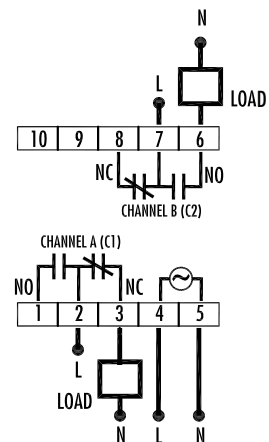 N
L
LOAD
10 9 8 7 6
NC NO
CHANNEL B (C2)
CHANNEL A (C1)
NO NC
1 2 3 4 5
L
LOAD
N L N